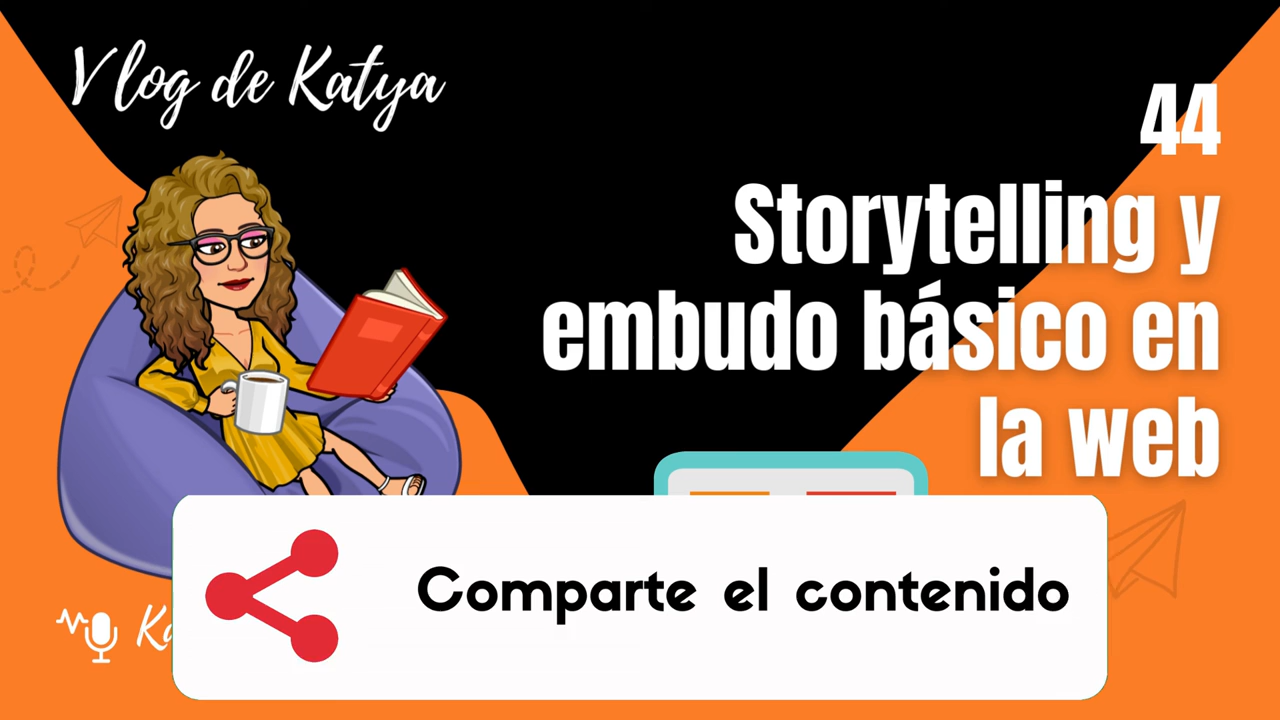 Vlog de Katya
44
Storytelling y
embudo básico en
la web
Comparte el contenido